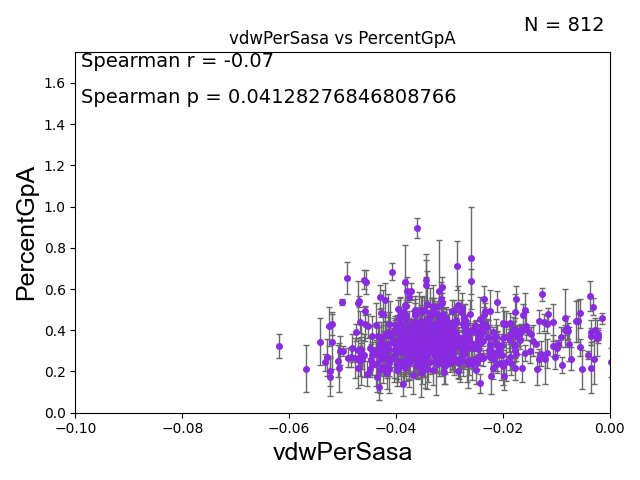 N = 812
vdwPerSasa vs PercentGpA
Spearman r = -0.07
Spearman p = 0.04128276846808766
PercentGpA
1.6
1.4
1.2
1.0
0.8
0.6
0.4
0.2
0.0
−0.10
−0.08
−0.06
−0.04
−0.02
0.00
vdwPerSasa